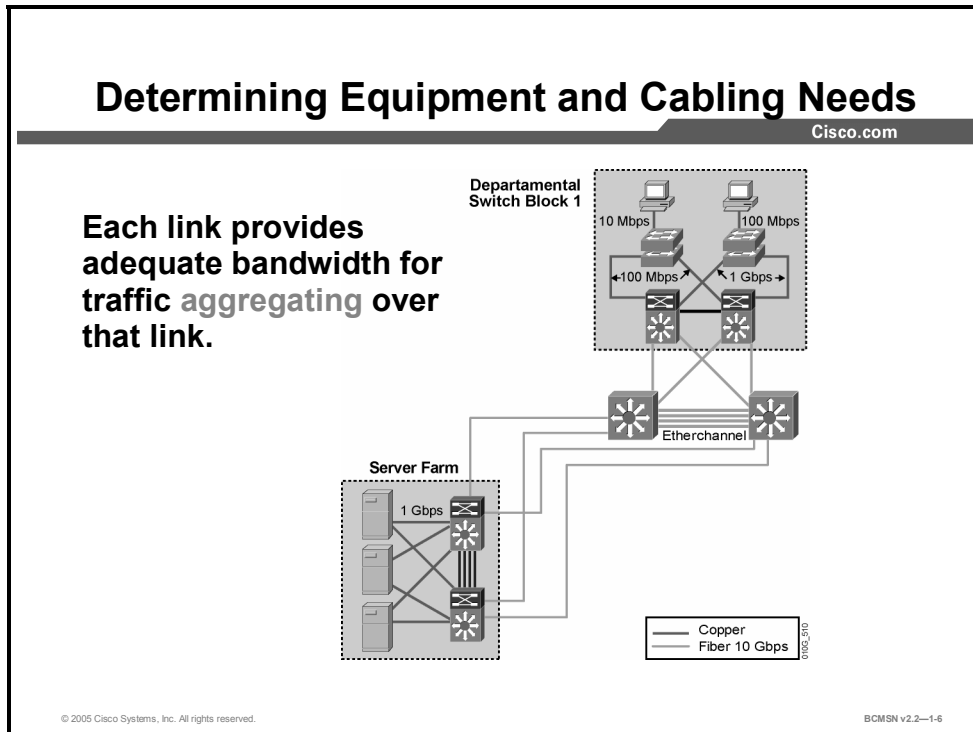 Determining Equipment and Cabling Needs
Cisco.com
Each link provides
adequate bandwidth for
traffic aggregating over
that link.
Departamental
Switch Block 1
10 Mbps
100 Mbps
100 Mbps
1 Gbps
Etherchannel
Server Farm
1 Gbps
Copper
Fiber 10 Gbps
010G_510
© 2005 Cisco Systems, Inc. All rights reserved.
BCMSN v2.2—1-6